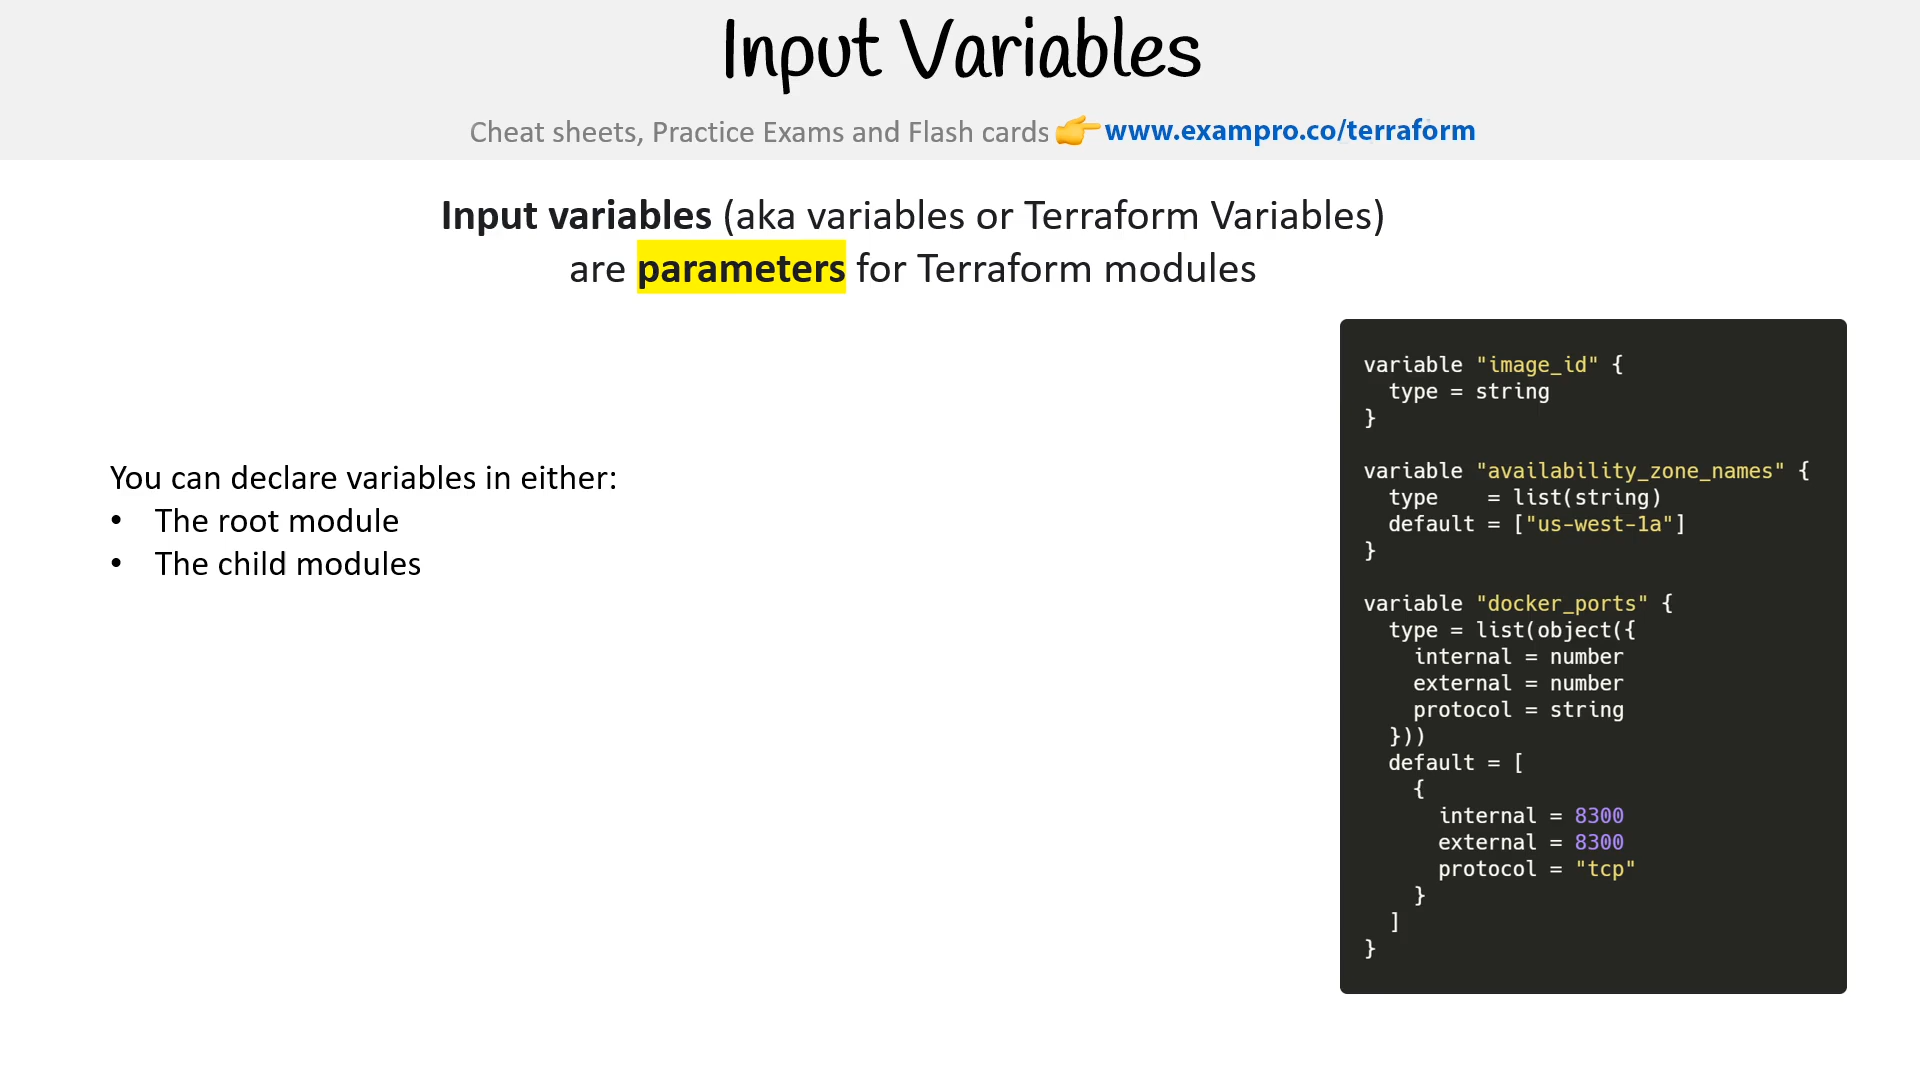 Input Variables
Cheat sheets, Practice Exams and Flash cards 👉www.exampro.co/terraform
Input variables (aka variables or Terraform Variables)
are parameters for Terraform modules
You can declare variables in either:
• The root module
• The child modules
variable "image_id" {
  type = string
}

variable "availability_zone_names" {
  type    = list(string)
  default = ["us-west-1a"]
}

variable "docker_ports" {
  type = list(object({
    internal = number
    external = number
    protocol = string
  }))
  default = [
    {
      internal = 8300
      external = 8300
      protocol = "tcp"
    }
  ]
}